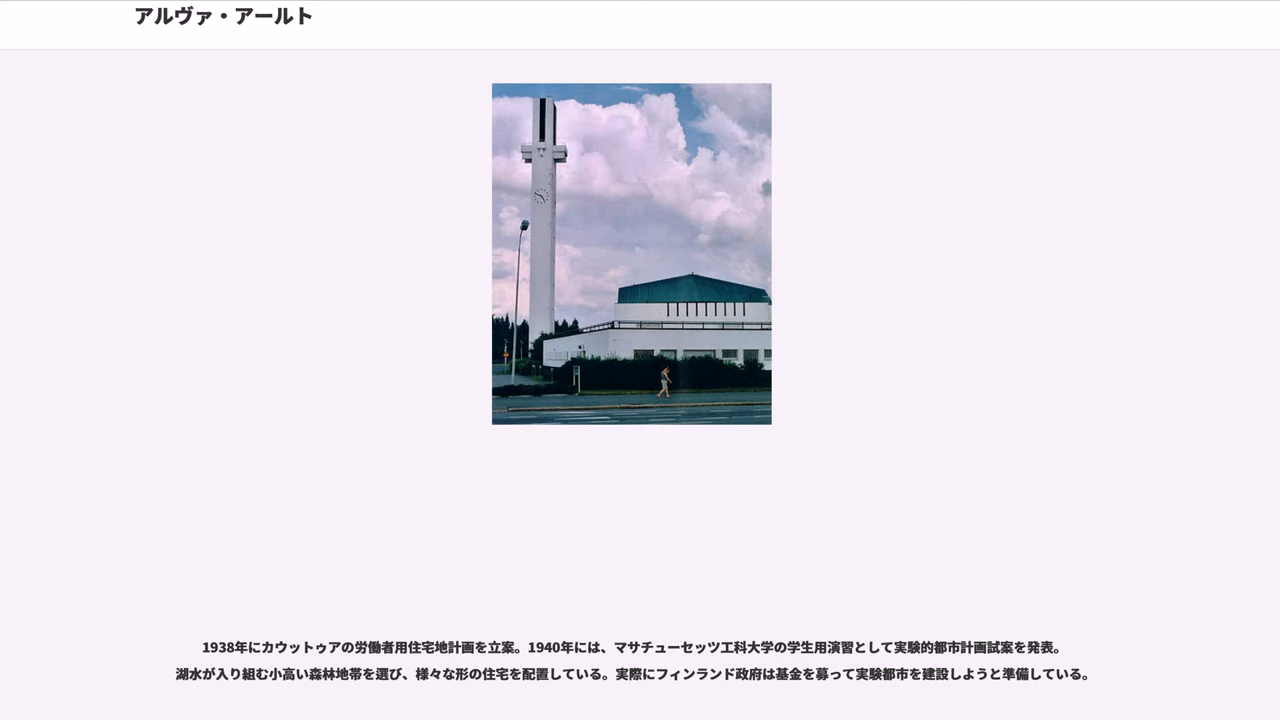 アルヴァ・アールト
1938年にカウットゥアの労働者用住宅地計画を立案。1940年には、マサチューセッツ工科大学の学生用演習として実験的都市計画試案を発表。
湖水が入り組む小高い森林地帯を選び、様々な形の住宅を配置している。実際にフィンランド政府は基金を募って実験都市を建設しようと準備している。